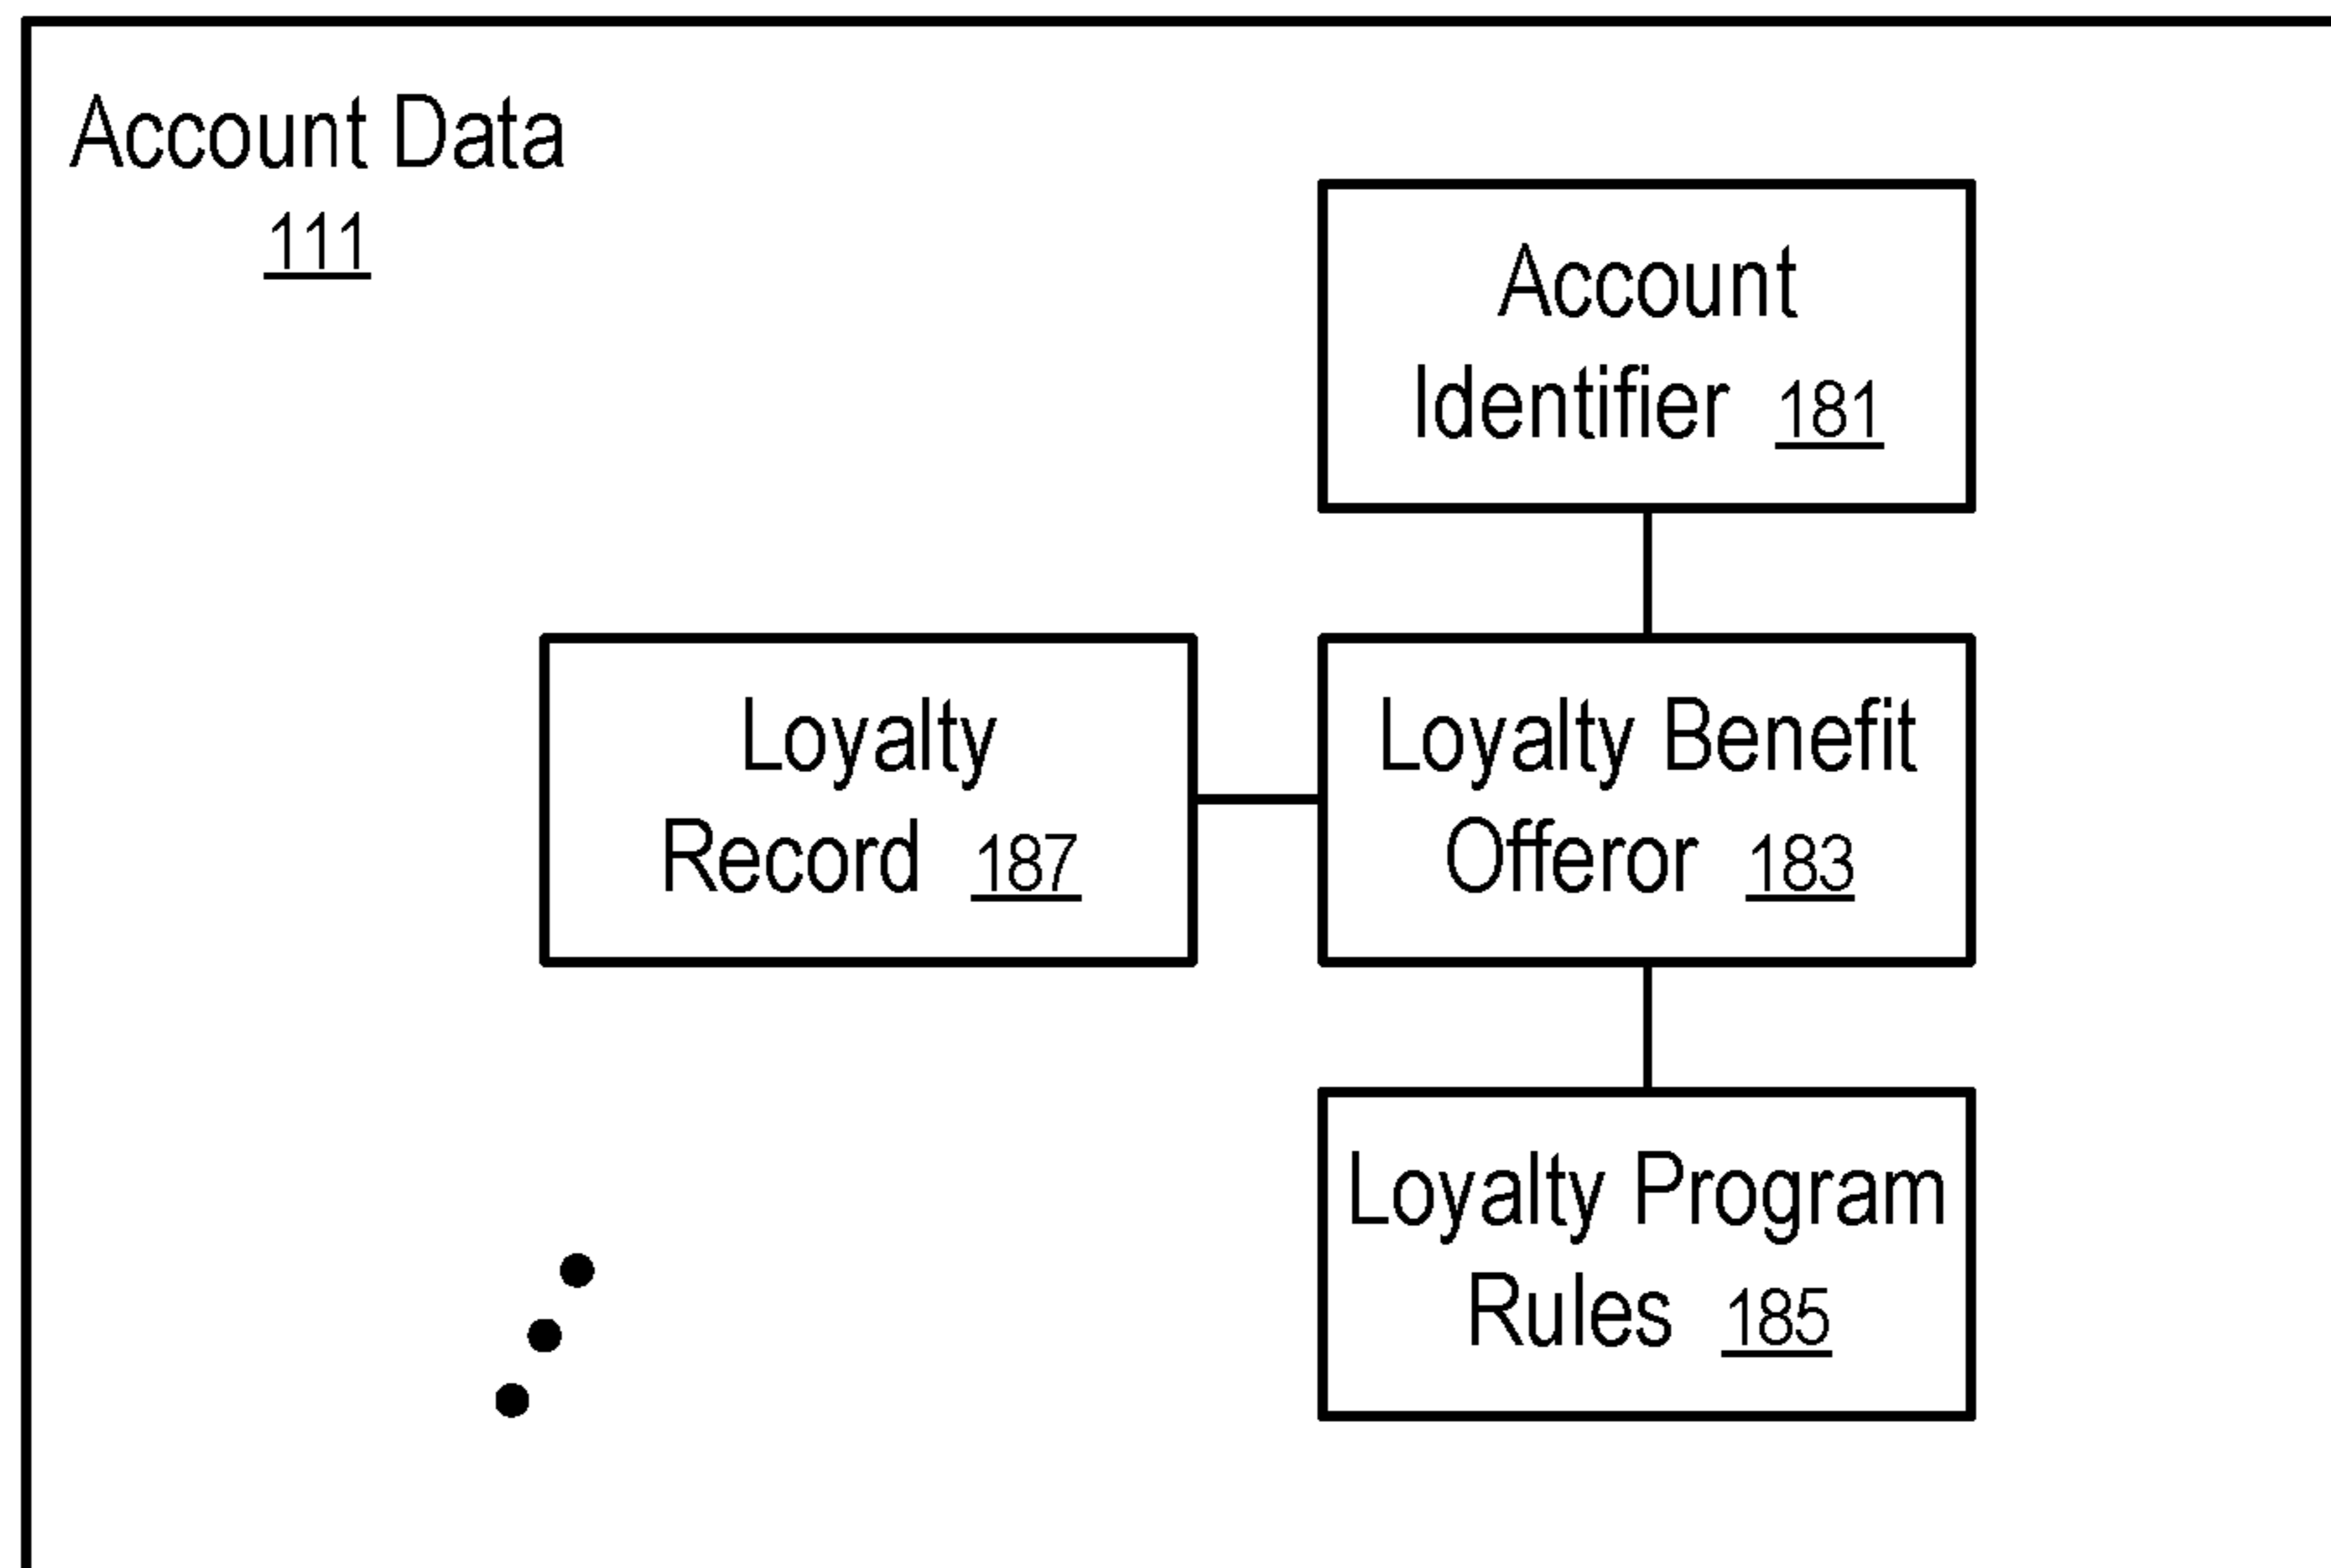 Account Data
111
Account
Identifier 181
Loyalty
Record 187
Loyalty Benefit
Offeror 183
Loyalty Program
Rules 185